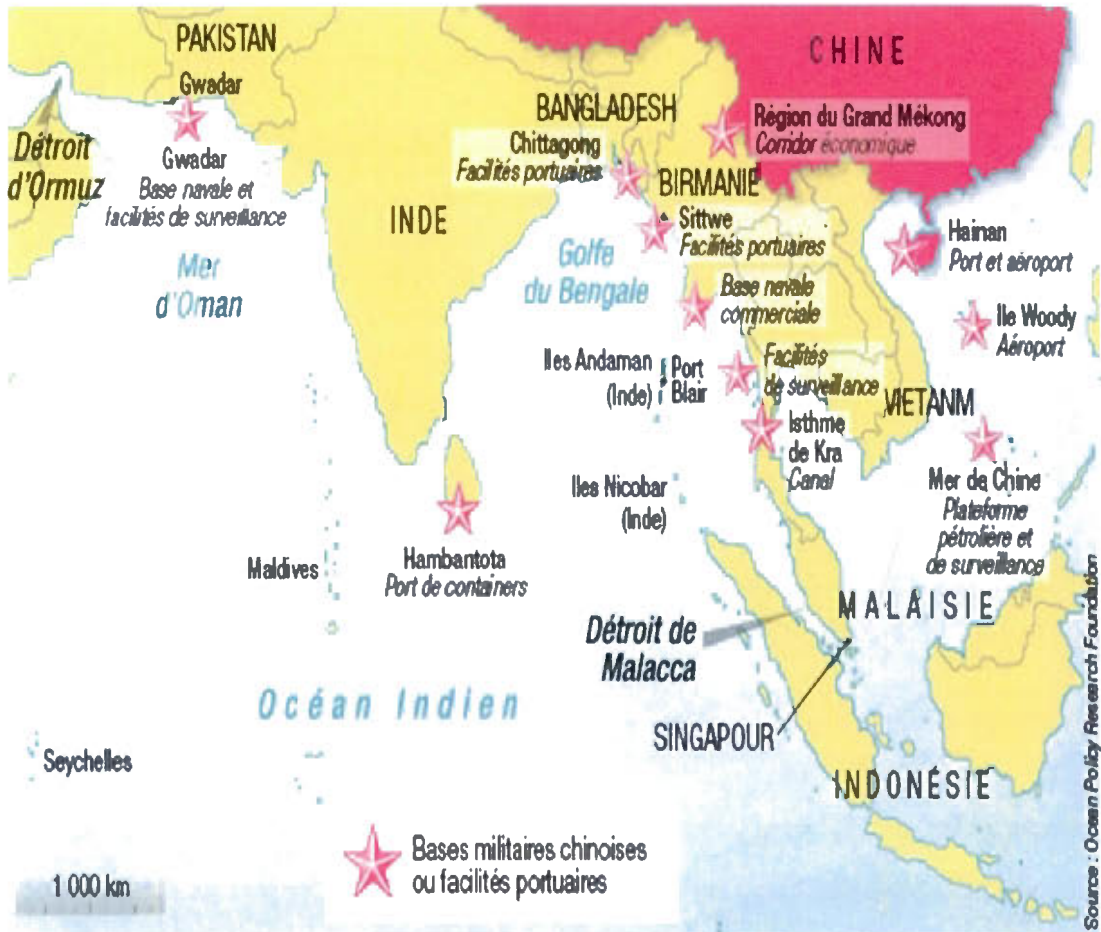 PAKISTAN
Gwadar
CHINE
Détroit
d'Ormuz
Gwadar
Base navale et
facilités de surveillance
BANGLADESH
Chittagong
Facilités portuaires
Région du Grand Mékong
Corridor économique
BIRMANIE
INDE
Sittwe
Facilités portuaires
Hainan
Port et aéroport
Mer
d'Oman
Golfe
du Bengale
Base navale
commerciale
Ile Woody
Aéroport
Iles Andaman
(Inde)
Port
Blair
Facilités
de surveillance
VIETANM
Isthme
de Kra
Canal
Iles Nicobar
(Inde)
Mer de Chine
Plateforme
pétrolière et
de surveillance
Maldives
Hambantota
Port de containers
MALAISIE
Détroit de
Malacca
Océan Indien
SINGAPOUR
Seychelles
INDONÉSIE
Bases militaires chinoises
ou facilités portuaires
1 000 km
Source : Ocean Policy Research Foundation